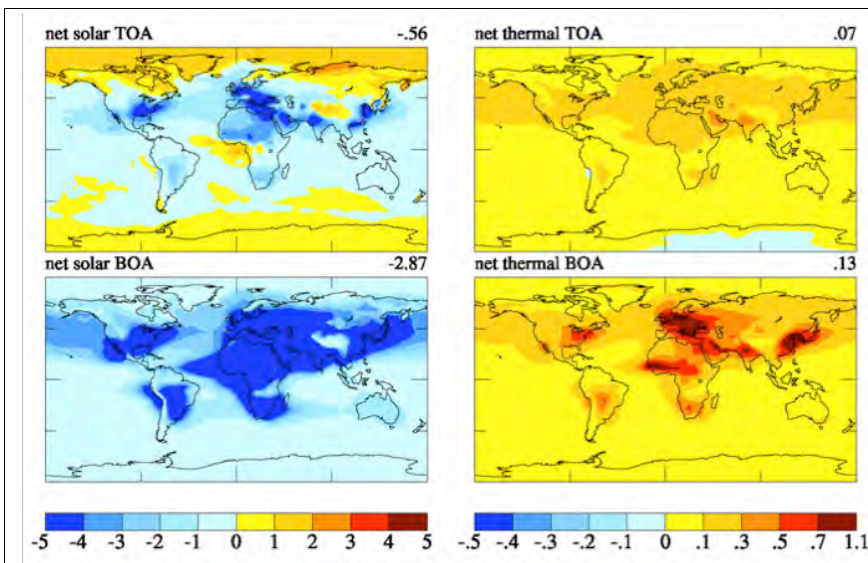 net solar TOA -.56
net thermal TOA .07
net solar BOA -2.87
net thermal BOA .13
-5 -4 -3 -2 -1 0 1 2 3 4 5
-.5 -.4 -.3 -.2 -.1 0 .1 .3 .5 .7 1.1